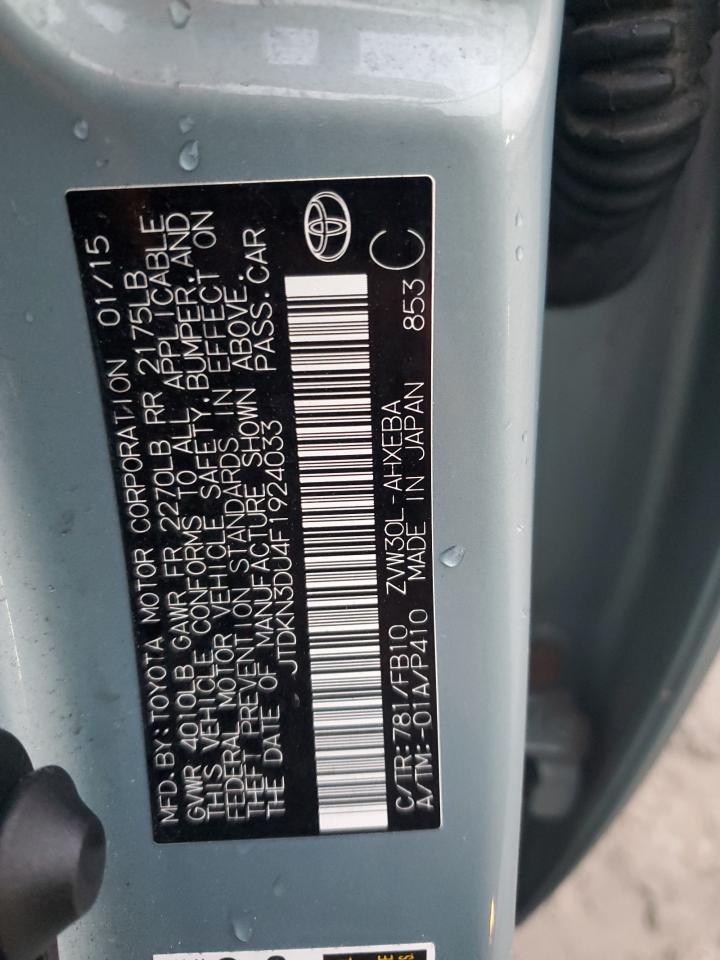 MFD. BY: TOYOTA MOTOR CORPORATION 01/15
GVWR 4010LB GAWR FR 2270LB RR 2175LB
THIS VEHICLE CONFORMS TO ALL APPLICABLE
FEDERAL MOTOR VEHICLE SAFETY, BUMPER, AND
THEFT PREVENTION STANDARDS IN EFFECT ON
THE DATE OF MANUFACTURE SHOWN ABOVE.
JTDKN3DU4F1924033 PASS. CAR
C/TR: 781/FB10 ZVW30L-AHXEBA 853 C
A/TM: -01A/P410 MADE IN JAPAN